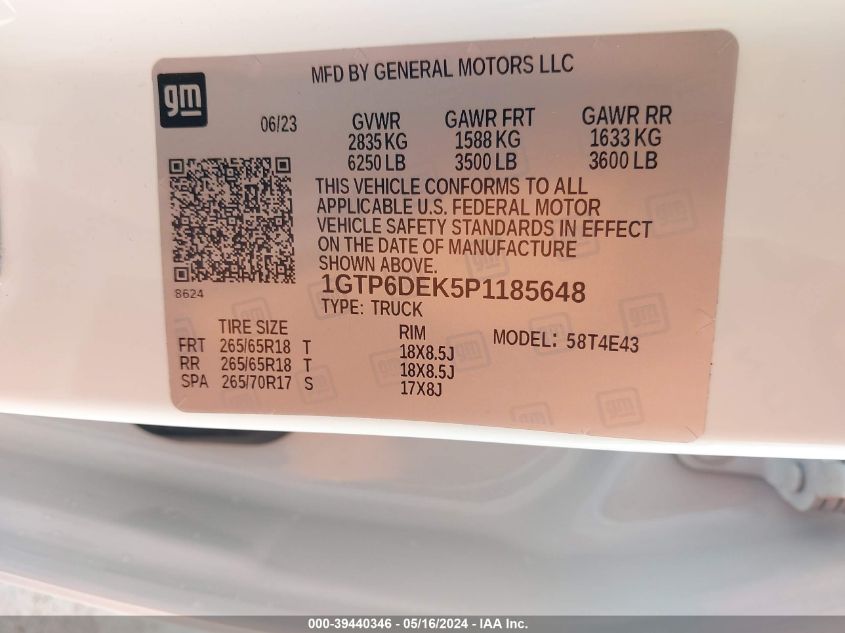 gm
MFD BY GENERAL MOTORS LLC
06/23
GVWR GAWR FRT GAWR RR
2835 KG 1588 KG 1633 KG
6250 LB 3500 LB 3600 LB
THIS VEHICLE CONFORMS TO ALL
APPLICABLE U.S. FEDERAL MOTOR
VEHICLE SAFETY STANDARDS IN EFFECT
ON THE DATE OF MANUFACTURE
SHOWN ABOVE.
8624
1GTP6DEK5P1185648
TYPE: TRUCK
TIRE SIZE RIM MODEL: 58T4E43
FRT 265/65R18 T 18X8.5J
RR 265/65R18 T 18X8.5J
SPA 265/70R17 S 17X8J
000-39440346 - 05/16/2024 - IAA Inc.